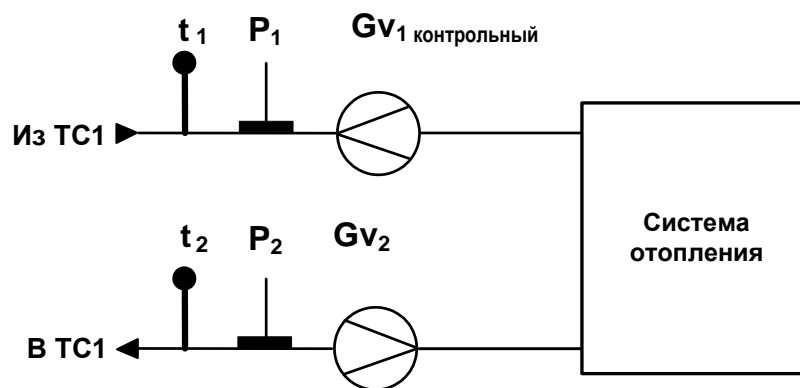 t 1 P1 Gv1 контрольный
Из ТС1
Система
отопления
t 2 P2 Gv2
В ТС1